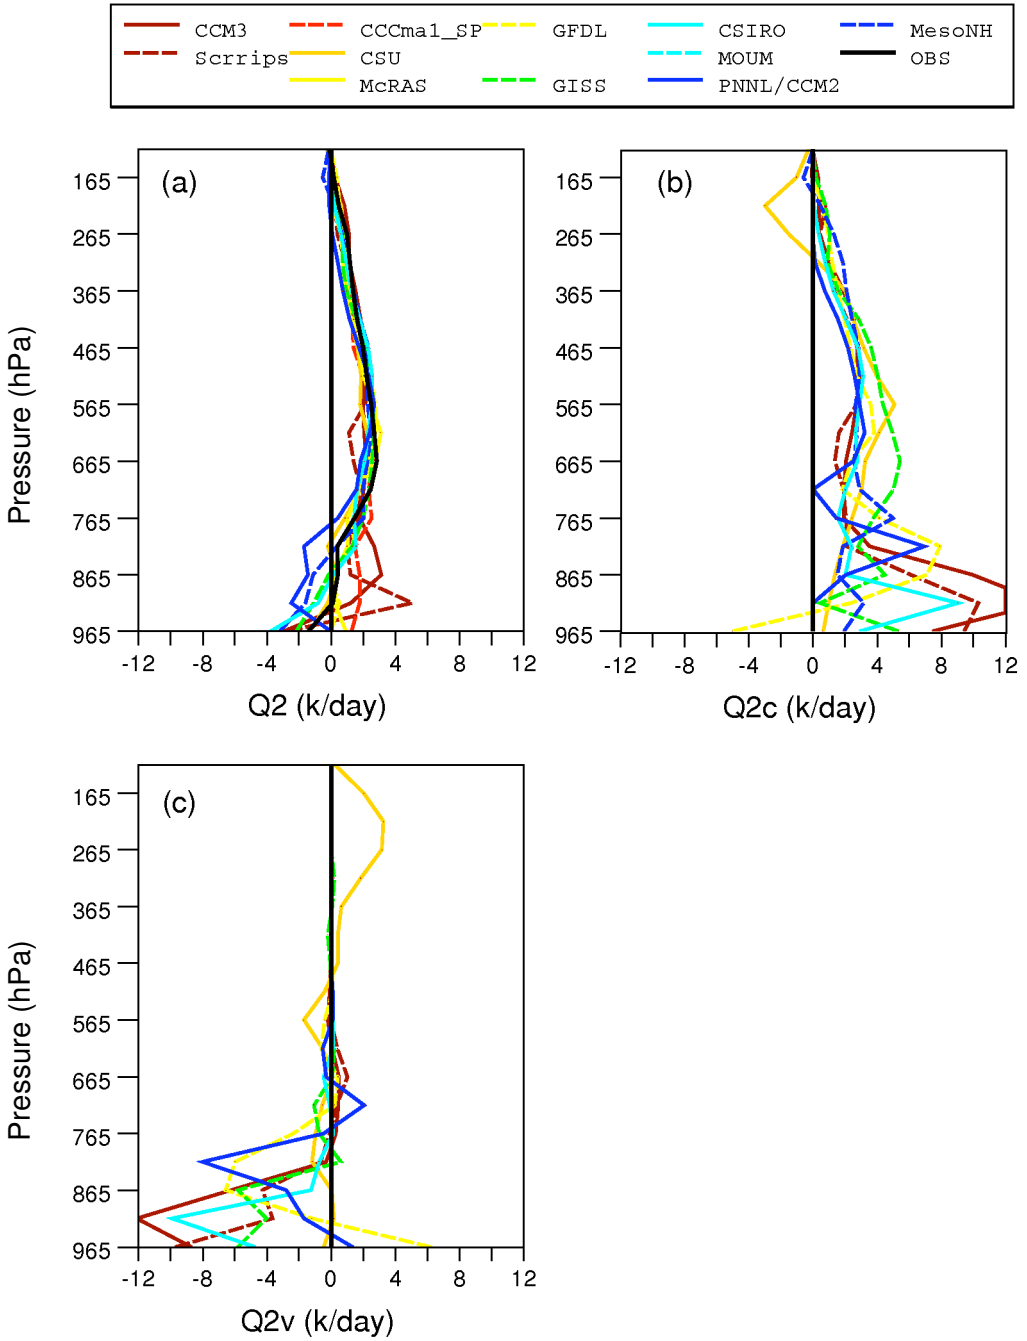 CCM3 CCCma1_SP GFDL CSIRO MesoNH
Scrrips CSU MOUM OBS
McRAS GISS PNNL/CCM2
(a)
165
265
365
465
565
665
765
865
965
-12 -8 -4 0 4 8 12
Q2 (k/day)
Pressure (hPa)
(b)
165
265
365
465
565
665
765
865
965
-12 -8 -4 0 4 8 12
Q2c (k/day)
(c)
165
265
365
465
565
665
765
865
965
-12 -8 -4 0 4 8 12
Q2v (k/day)
Pressure (hPa)